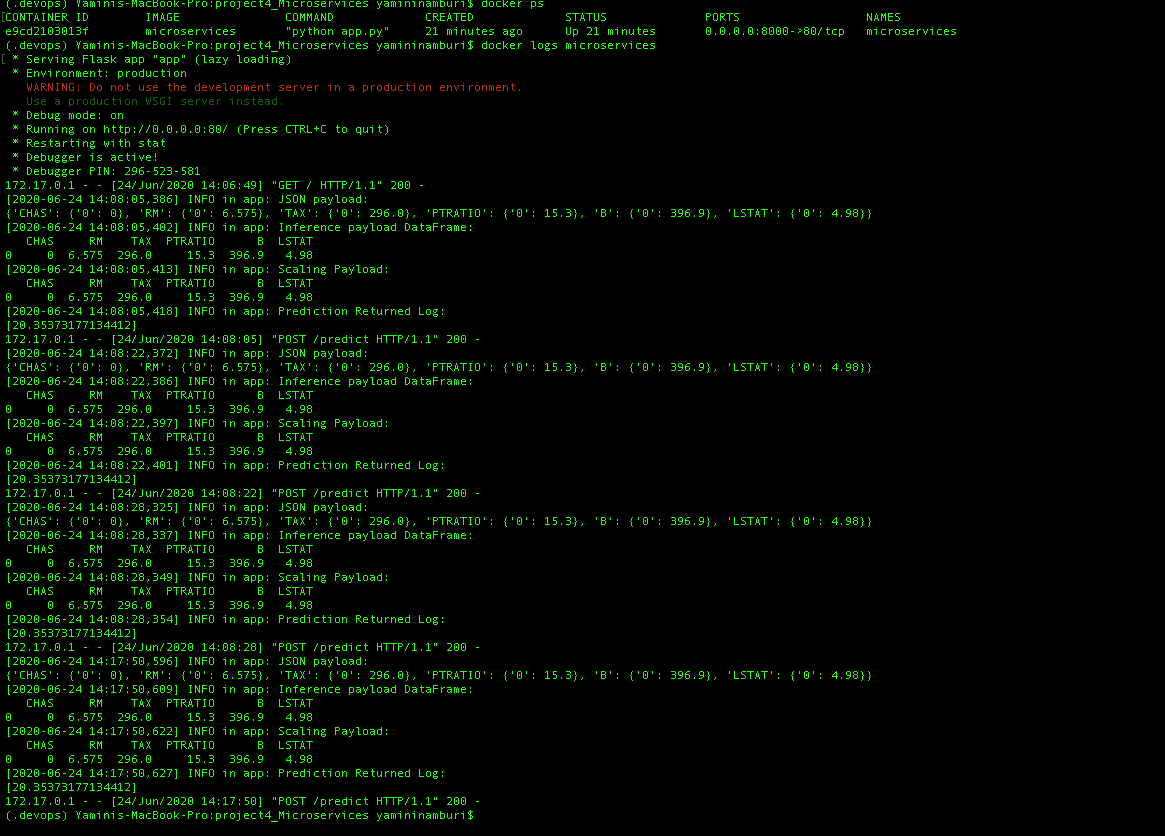 (.devops) Yaminis-MacBook-Pro:project4_Microservices yamininamburi$ docker ps
[CONTAINER ID        IMAGE               COMMAND             CREATED             STATUS              PORTS                  NAMES
e9cd2103013f        microservices       "python app.py"     21 minutes ago      Up 21 minutes       0.0.0.0:8000->80/tcp   microservices
(.devops) Yaminis-MacBook-Pro:project4_Microservices yamininamburi$ docker logs microservices
[ * Serving Flask app "app" (lazy loading)
 * Environment: production
   WARNING: Do not use the development server in a production environment.
   Use a production WSGI server instead.
 * Debug mode: on
 * Running on http://0.0.0.0:80/ (Press CTRL+C to quit)
 * Restarting with stat
 * Debugger is active!
 * Debugger PIN: 296-523-581
172.17.0.1 - - [24/Jun/2020 14:06:49] "GET / HTTP/1.1" 200 -
[2020-06-24 14:08:05,386] INFO in app: JSON payload:
{'CHAS': {'0': 0}, 'RM': {'0': 6.575}, 'TAX': {'0': 296.0}, 'PTRATIO': {'0': 15.3}, 'B': {'0': 396.9}, 'LSTAT': {'0': 4.98}}
[2020-06-24 14:08:05,402] INFO in app: Inference payload DataFrame:
   CHAS     RM    TAX  PTRATIO      B  LSTAT
0     0  6.575  296.0     15.3  396.9   4.98
[2020-06-24 14:08:05,413] INFO in app: Scaling Payload:
   CHAS     RM    TAX  PTRATIO      B  LSTAT
0     0  6.575  296.0     15.3  396.9   4.98
[2020-06-24 14:08:05,418] INFO in app: Prediction Returned Log:
[20.35373177134412]
172.17.0.1 - - [24/Jun/2020 14:08:05] "POST /predict HTTP/1.1" 200 -
[2020-06-24 14:08:22,372] INFO in app: JSON payload:
{'CHAS': {'0': 0}, 'RM': {'0': 6.575}, 'TAX': {'0': 296.0}, 'PTRATIO': {'0': 15.3}, 'B': {'0': 396.9}, 'LSTAT': {'0': 4.98}}
[2020-06-24 14:08:22,386] INFO in app: Inference payload DataFrame:
   CHAS     RM    TAX  PTRATIO      B  LSTAT
0     0  6.575  296.0     15.3  396.9   4.98
[2020-06-24 14:08:22,397] INFO in app: Scaling Payload:
   CHAS     RM    TAX  PTRATIO      B  LSTAT
0     0  6.575  296.0     15.3  396.9   4.98
[2020-06-24 14:08:22,401] INFO in app: Prediction Returned Log:
[20.35373177134412]
172.17.0.1 - - [24/Jun/2020 14:08:22] "POST /predict HTTP/1.1" 200 -
[2020-06-24 14:08:28,325] INFO in app: JSON payload:
{'CHAS': {'0': 0}, 'RM': {'0': 6.575}, 'TAX': {'0': 296.0}, 'PTRATIO': {'0': 15.3}, 'B': {'0': 396.9}, 'LSTAT': {'0': 4.98}}
[2020-06-24 14:08:28,337] INFO in app: Inference payload DataFrame:
   CHAS     RM    TAX  PTRATIO      B  LSTAT
0     0  6.575  296.0     15.3  396.9   4.98
[2020-06-24 14:08:28,349] INFO in app: Scaling Payload:
   CHAS     RM    TAX  PTRATIO      B  LSTAT
0     0  6.575  296.0     15.3  396.9   4.98
[2020-06-24 14:08:28,354] INFO in app: Prediction Returned Log:
[20.35373177134412]
172.17.0.1 - - [24/Jun/2020 14:08:28] "POST /predict HTTP/1.1" 200 -
[2020-06-24 14:17:50,596] INFO in app: JSON payload:
{'CHAS': {'0': 0}, 'RM': {'0': 6.575}, 'TAX': {'0': 296.0}, 'PTRATIO': {'0': 15.3}, 'B': {'0': 396.9}, 'LSTAT': {'0': 4.98}}
[2020-06-24 14:17:50,609] INFO in app: Inference payload DataFrame:
   CHAS     RM    TAX  PTRATIO      B  LSTAT
0     0  6.575  296.0     15.3  396.9   4.98
[2020-06-24 14:17:50,622] INFO in app: Scaling Payload:
   CHAS     RM    TAX  PTRATIO      B  LSTAT
0     0  6.575  296.0     15.3  396.9   4.98
[2020-06-24 14:17:50,627] INFO in app: Prediction Returned Log:
[20.35373177134412]
172.17.0.1 - - [24/Jun/2020 14:17:50] "POST /predict HTTP/1.1" 200 -
(.devops) Yaminis-MacBook-Pro:project4_Microservices yamininamburi$